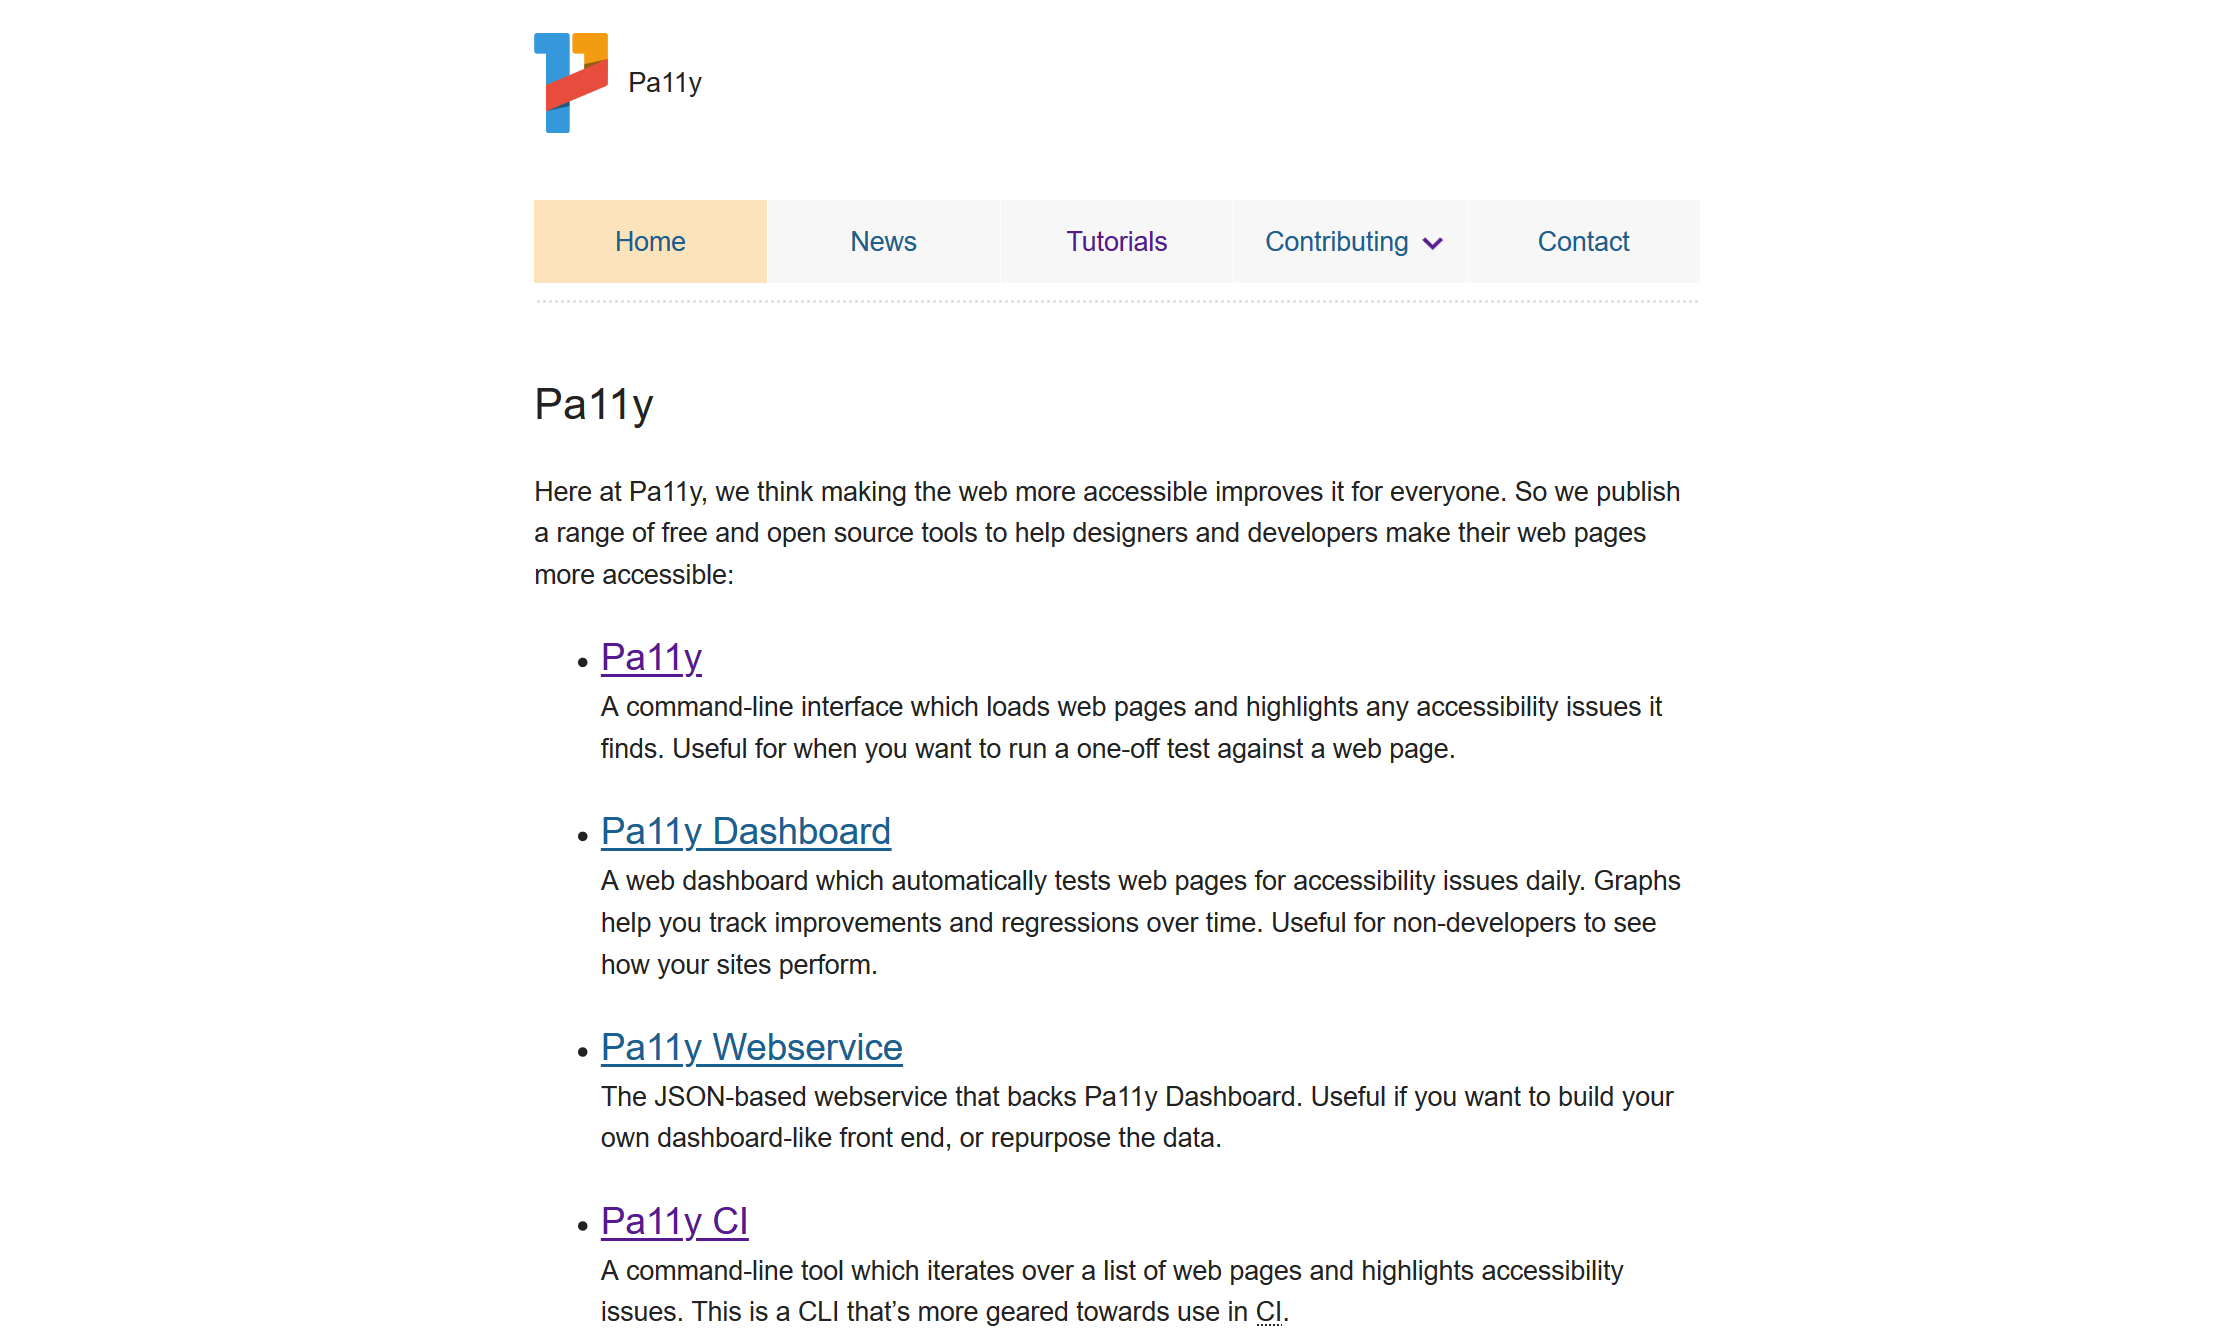 Pa11y
Home
News
Tutorials
Contributing
Contact
Pa11y
Here at Pa11y, we think making the web more accessible improves it for everyone. So we publish
a range of free and open source tools to help designers and developers make their web pages
more accessible:
Pa11y
A command-line interface which loads web pages and highlights any accessibility issues it
finds. Useful for when you want to run a one-off test against a web page.
Pa11y Dashboard
A web dashboard which automatically tests web pages for accessibility issues daily. Graphs
help you track improvements and regressions over time. Useful for non-developers to see
how your sites perform.
Pa11y Webservice
The JSON-based webservice that backs Pa11y Dashboard. Useful if you want to build your
own dashboard-like front end, or repurpose the data.
Pa11y CI
A command-line tool which iterates over a list of web pages and highlights accessibility
issues. This is a CLI that’s more geared towards use in CI.